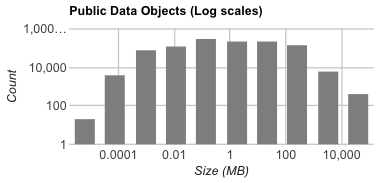 Public Data Objects (Log scales)
1,000…
10,000
100
1
Count
0.0001 0.01 1 100 10,000
Size (MB)